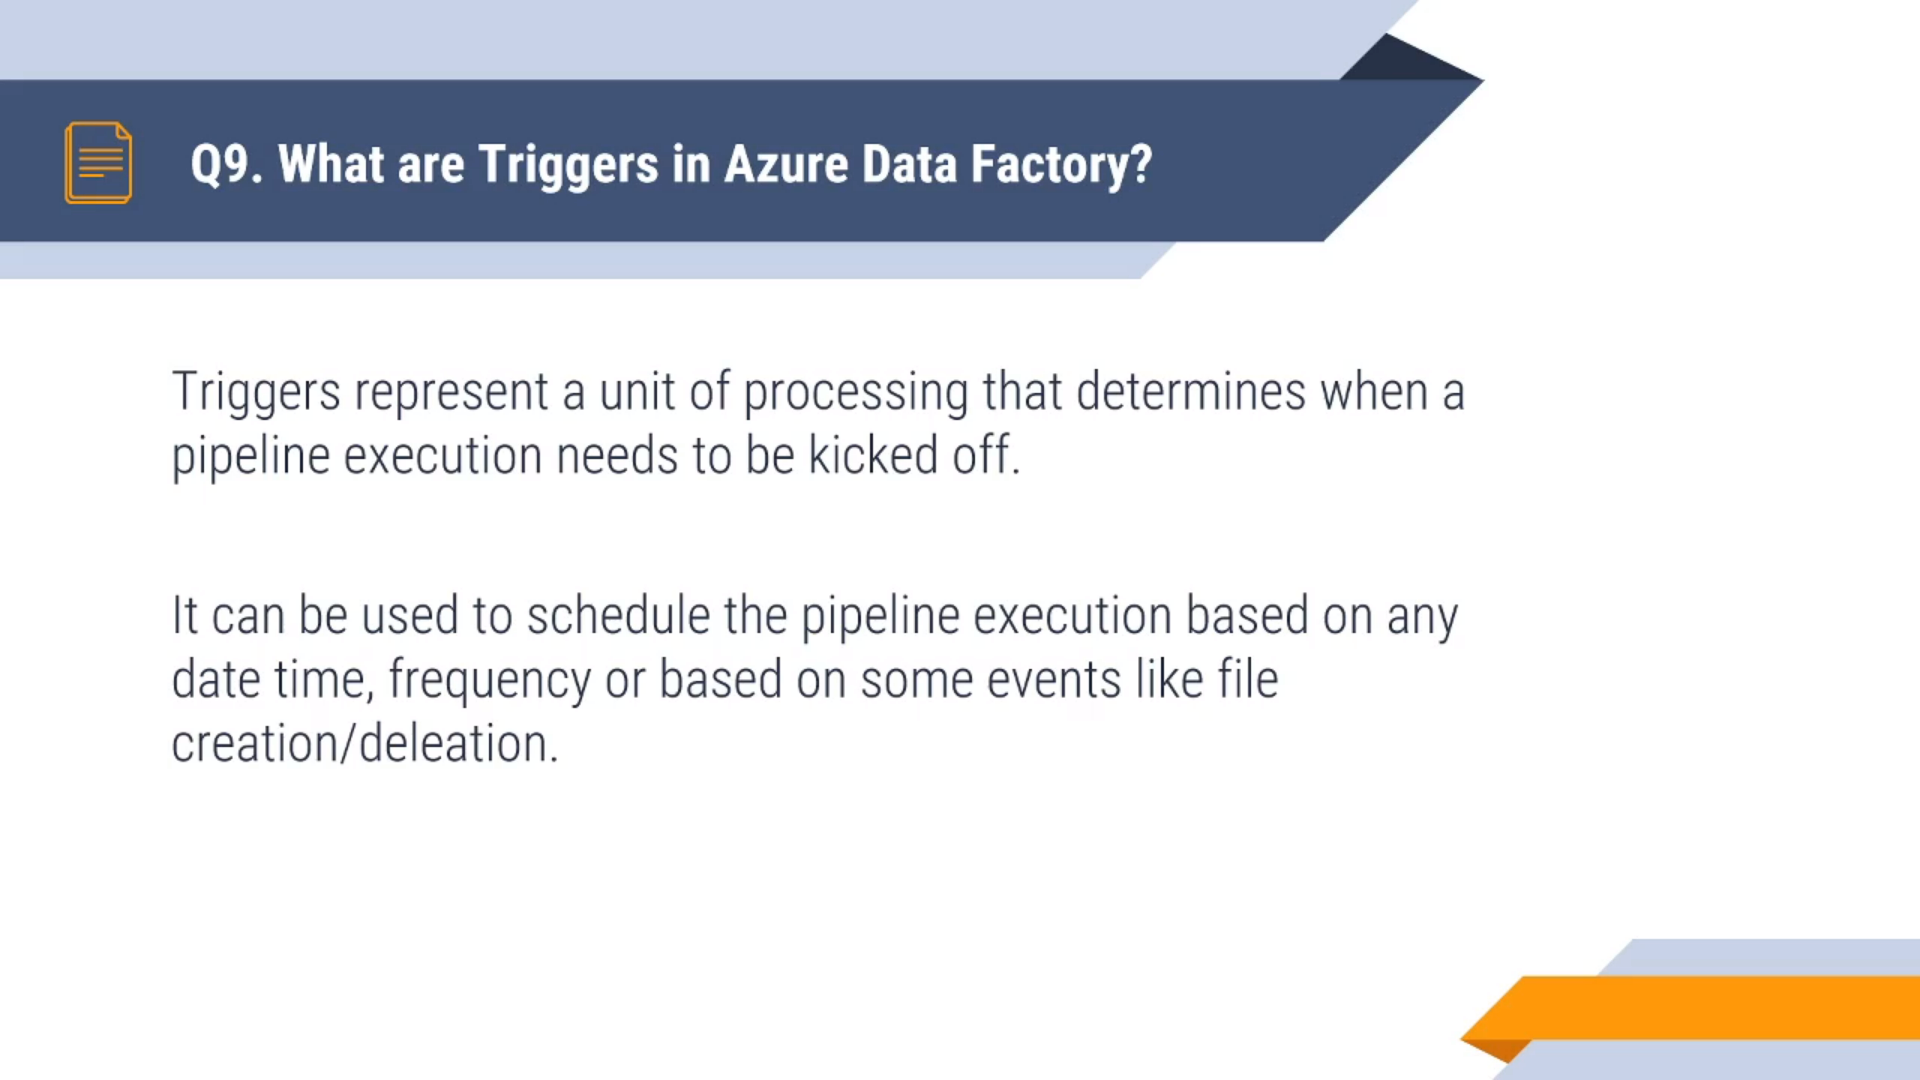 Q9. What are Triggers in Azure Data Factory?
Triggers represent a unit of processing that determines when a
pipeline execution needs to be kicked off.
It can be used to schedule the pipeline execution based on any
date time, frequency or based on some events like file
creation/deleation.